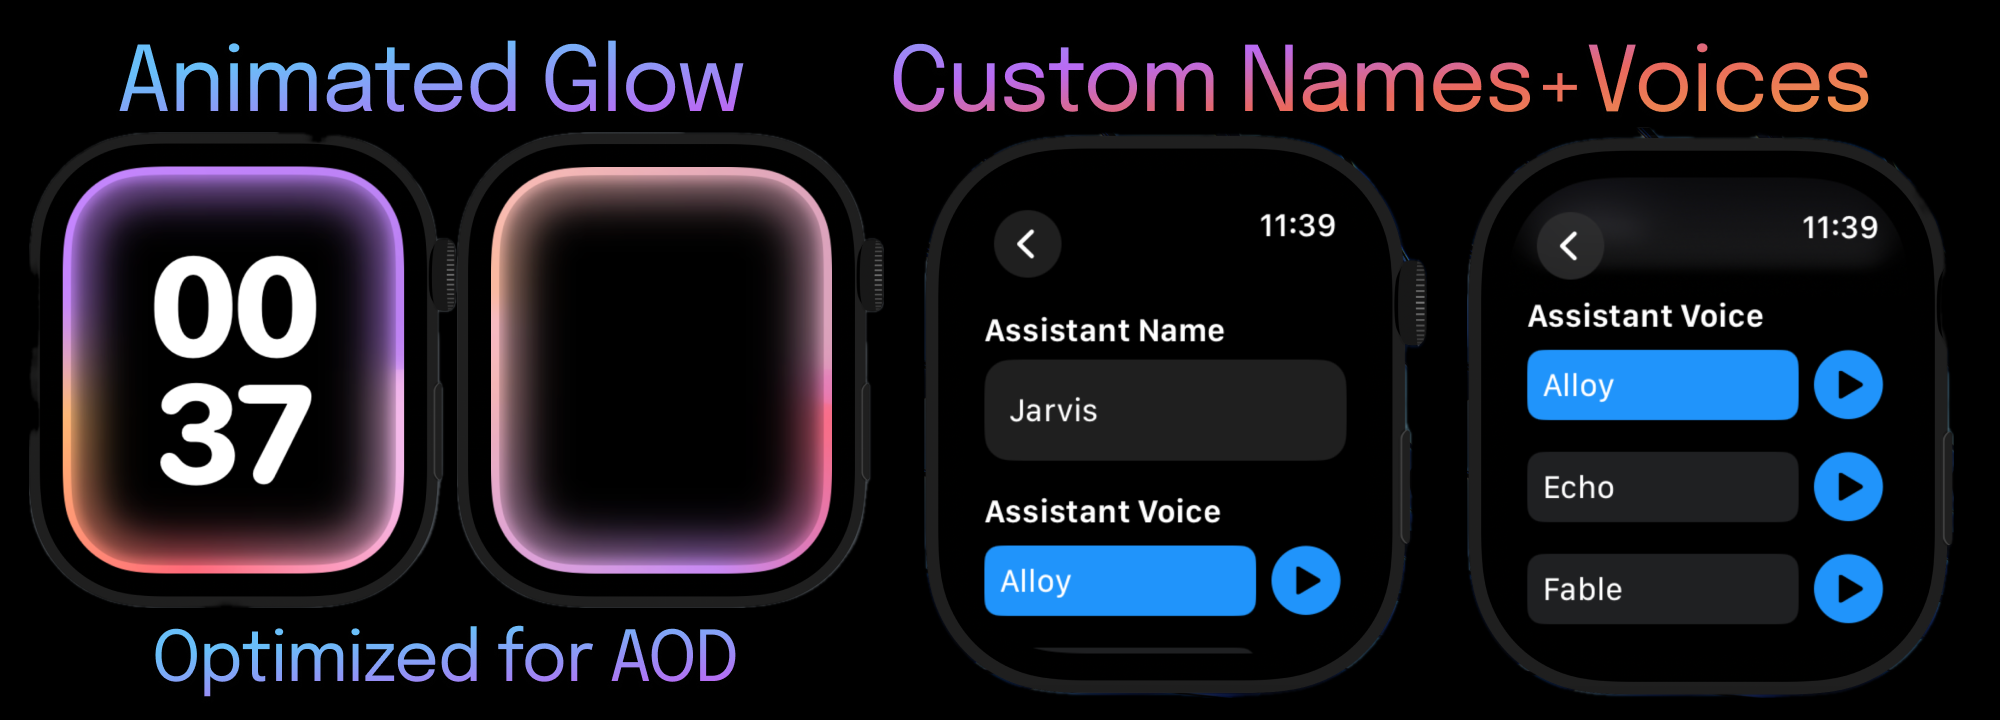 Animated Glow
00
37
Optimized for AOD
Custom Names+Voices
11:39
Assistant Name
Jarvis
Assistant Voice
Alloy
11:39
Assistant Voice
Alloy
Echo
Fable